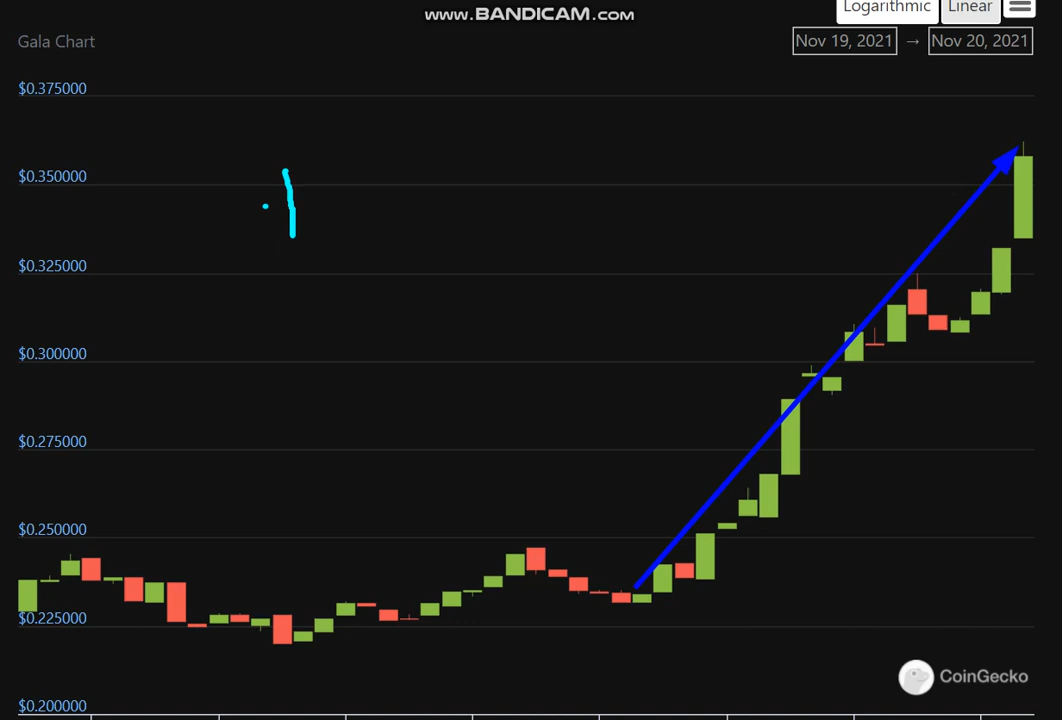 www.BANDICAM.com
Logarithmic Linear
Gala Chart
Nov 19, 2021 → Nov 20, 2021
$0.375000
$0.350000
$0.325000
$0.300000
$0.275000
$0.250000
$0.225000
CoinGecko
$0.200000